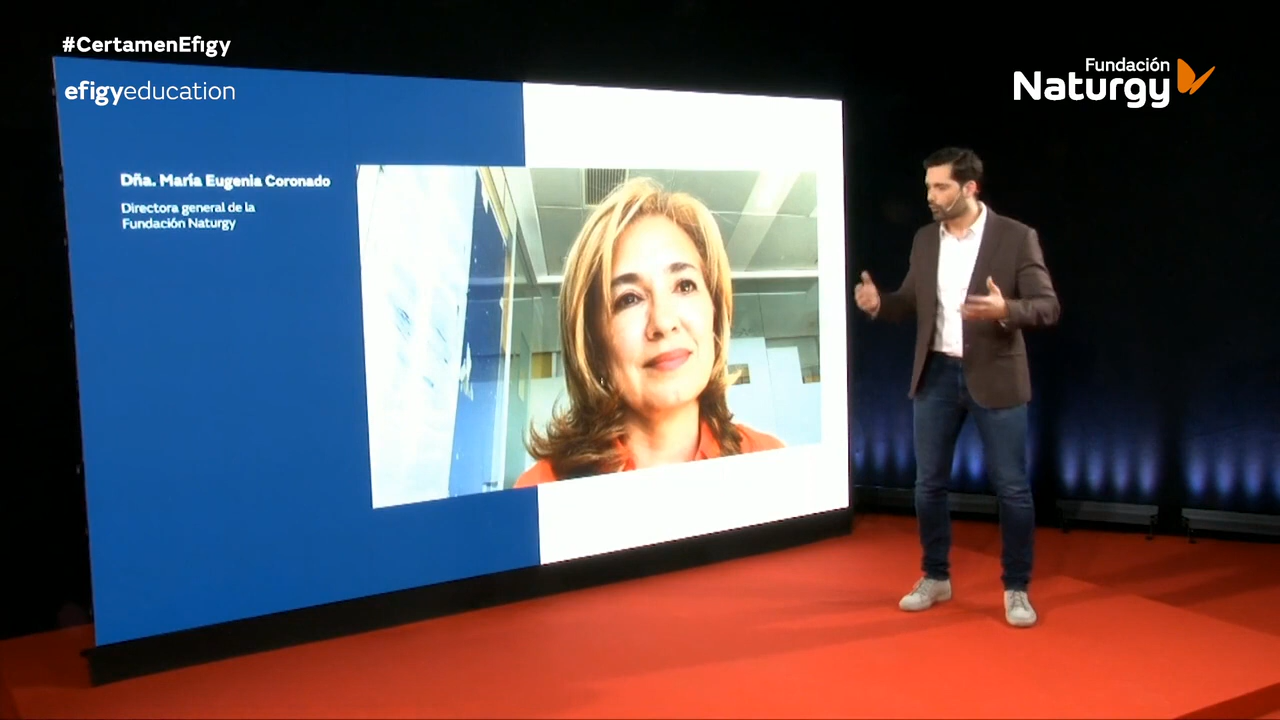 #CertamenEfigy
efigyeducation
Fundación
Naturgy
Dña. María Eugenia Coronado
Directora general de la
Fundación Naturgy